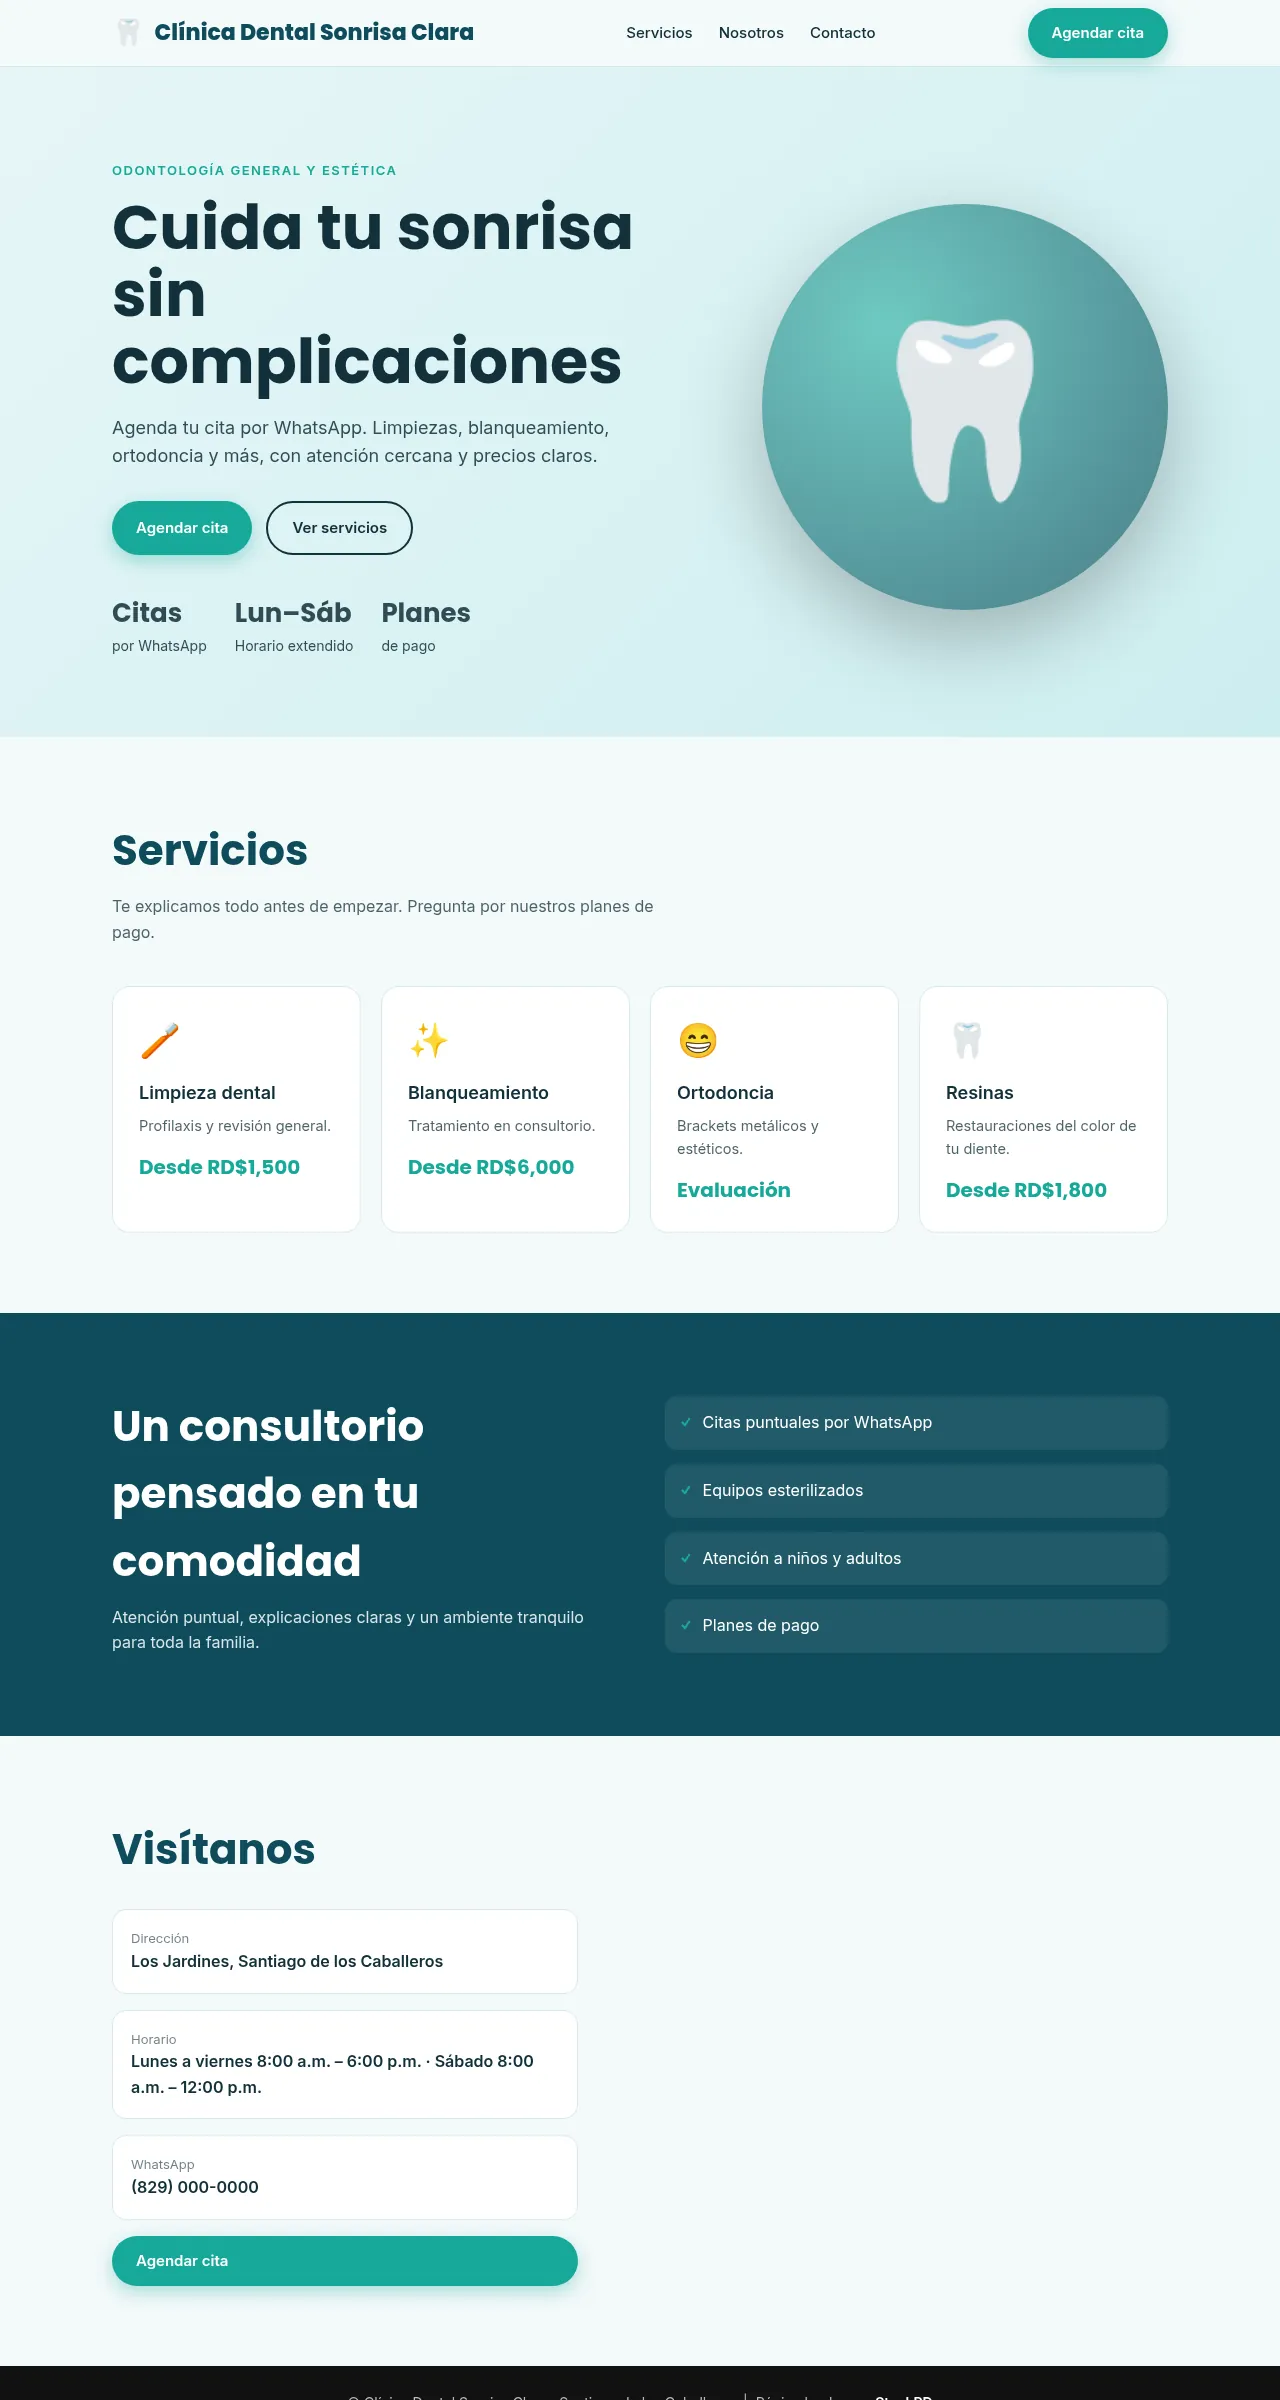 Clínica Dental Sonrisa Clara
Servicios
Nosotros
Contacto
Agendar cita
ODONTOLOGÍA GENERAL Y ESTÉTICA
Cuida tu sonrisa
sin
complicaciones
Agenda tu cita por WhatsApp. Limpiezas, blanqueamiento,
ortodoncia y más, con atención cercana y precios claros.
Agendar cita
Ver servicios
Citas
por WhatsApp
Lun–Sáb
Horario extendido
Planes
de pago
Servicios
Te explicamos todo antes de empezar. Pregunta por nuestros planes de
pago.
Limpieza dental
Profilaxis y revisión general.
Desde RD$1,500
Blanqueamiento
Tratamiento en consultorio.
Desde RD$6,000
Ortodoncia
Brackets metálicos y
estéticos.
Evaluación
Resinas
Restauraciones del color de
tu diente.
Desde RD$1,800
Un consultorio
pensado en tu
comodidad
Atención puntual, explicaciones claras y un ambiente tranquilo
para toda la familia.
✓ Citas puntuales por WhatsApp
✓ Equipos esterilizados
✓ Atención a niños y adultos
✓ Planes de pago
Visítanos
Dirección
Los Jardines, Santiago de los Caballeros
Horario
Lunes a viernes 8:00 a.m. – 6:00 p.m. · Sábado 8:00
a.m. – 12:00 p.m.
WhatsApp
(829) 000-0000
Agendar cita